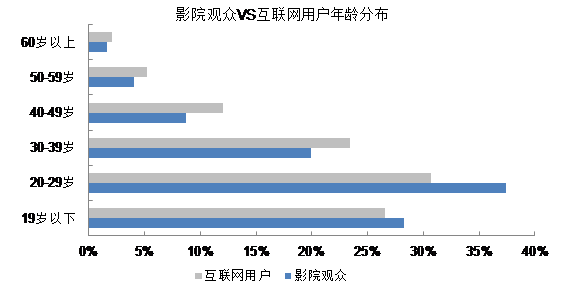 影院观众VS互联网用户年龄分布
60岁以上
50-59岁
40-49岁
30-39岁
20-29岁
19岁以下
0% 5% 10% 15% 20% 25% 30% 35% 40%
互联网用户 影院观众